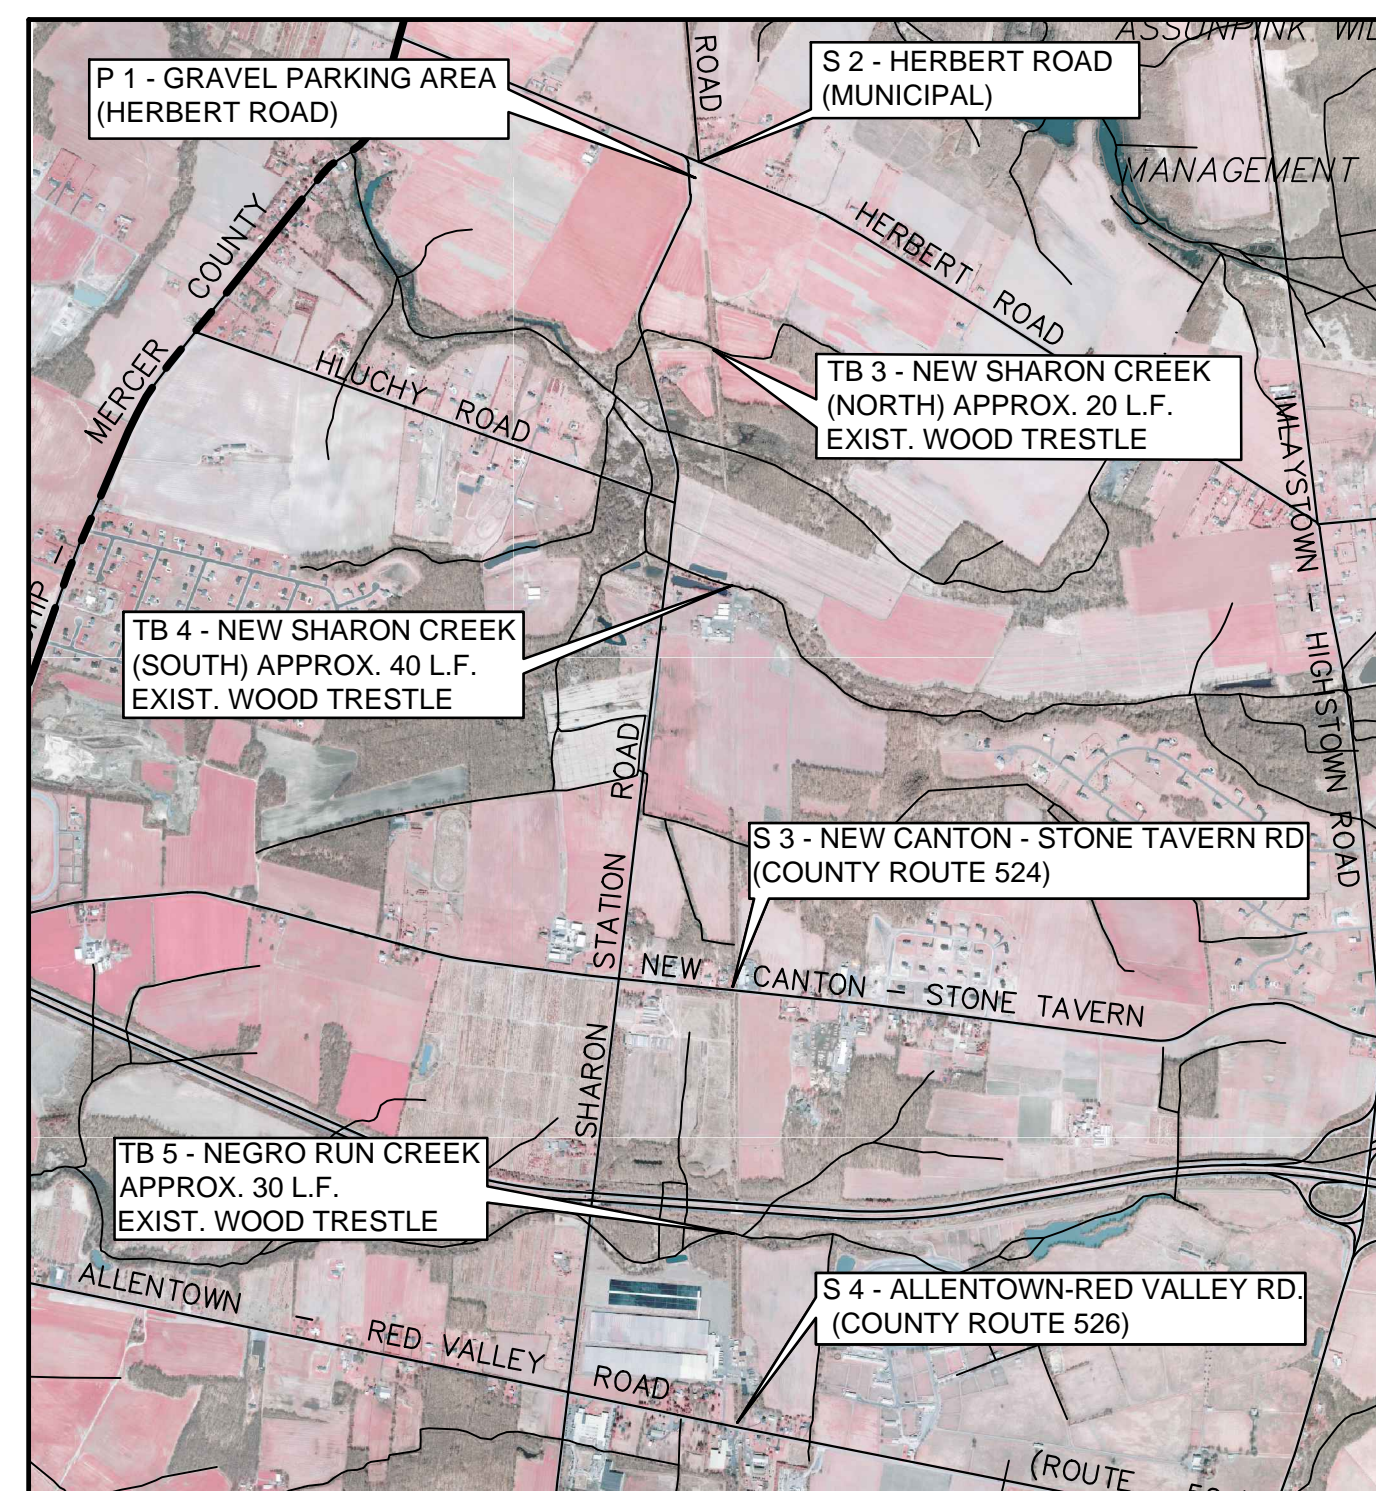 ASSUNPINK WIL
P 1 - GRAVEL PARKING AREA
(HERBERT ROAD)
ROAD
S 2 - HERBERT ROAD
(MUNICIPAL)
MANAGEMENT
MERCER COUNTY
HERBERT ROAD
HLUCHY ROAD
TB 3 - NEW SHARON CREEK
(NORTH) APPROX. 20 L.F.
EXIST. WOOD TRESTLE
IMLAYSTOWN - HIGHSTOWN ROAD
TB 4 - NEW SHARON CREEK
(SOUTH) APPROX. 40 L.F.
EXIST. WOOD TRESTLE
SHARON STATION ROAD
S 3 - NEW CANTON - STONE TAVERN RD
(COUNTY ROUTE 524)
NEW CANTON - STONE TAVERN
TB 5 - NEGRO RUN CREEK
APPROX. 30 L.F.
EXIST. WOOD TRESTLE
ALLENTOWN - RED VALLEY ROAD
S 4 - ALLENTOWN-RED VALLEY RD.
(COUNTY ROUTE 526)
(ROUTE